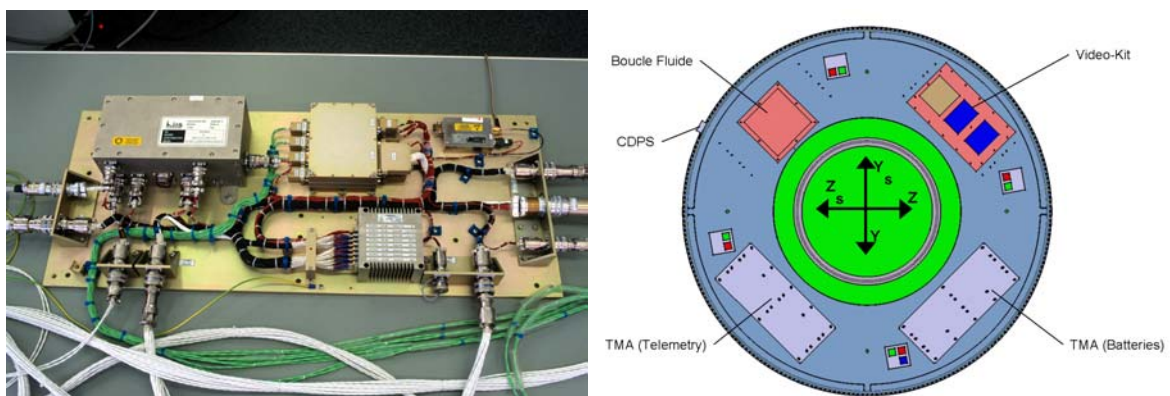 Boucle Fluide
Video-Kit
CDPS
Y
s
Z
s
Z
Y
TMA (Telemetry)
TMA (Batteries)